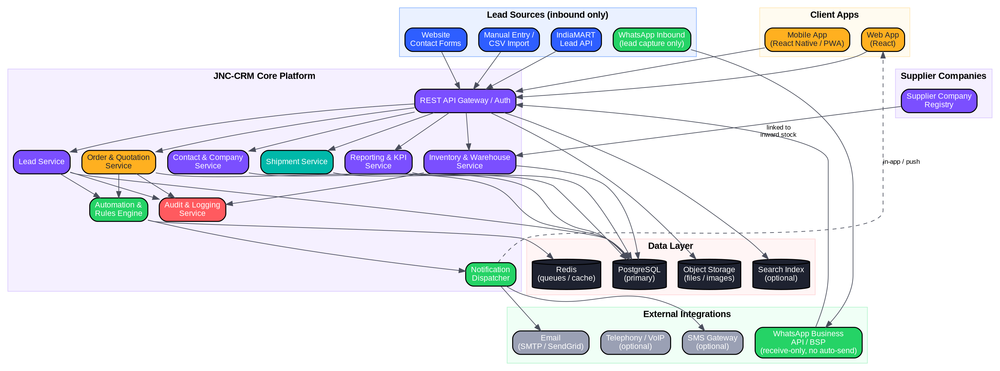 Lead Sources (inbound only)
Website
Contact Forms
Manual Entry /
CSV Import
IndiaMART
Lead API
WhatsApp Inbound
(lead capture only)
Client Apps
Mobile App
(React Native / PWA)
Web App
(React)
JNC-CRM Core Platform
REST API Gateway / Auth
Supplier Companies
Supplier Company
Registry
linked to
inward stock
in-app / push
Lead Service
Order & Quotation
Service
Contact & Company
Service
Shipment Service
Reporting & KPI
Service
Inventory & Warehouse
Service
Automation &
Rules Engine
Audit & Logging
Service
Notification
Dispatcher
Data Layer
Redis
(queues / cache)
PostgreSQL
(primary)
Object Storage
(files / images)
Search Index
(optional)
External Integrations
Email
(SMTP / SendGrid)
Telephony / VoIP
(optional)
SMS Gateway
(optional)
WhatsApp Business
API / BSP
(receive-only, no auto-send)